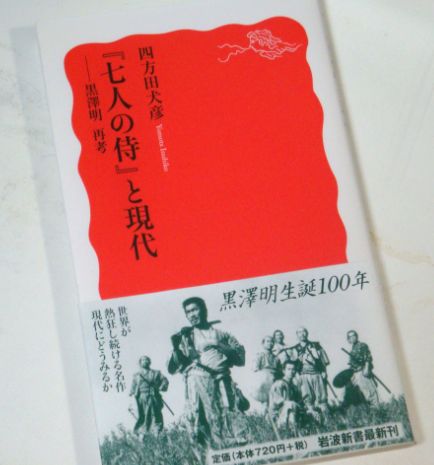 四方田犬彦
Yomota Inuhiko
『七人の侍』と現代
──黒澤明 再考
黒澤明生誕100年
世界が
熱狂し続ける名作
現代にどうみるか
定価(本体720円+税)
岩波新書最新刊